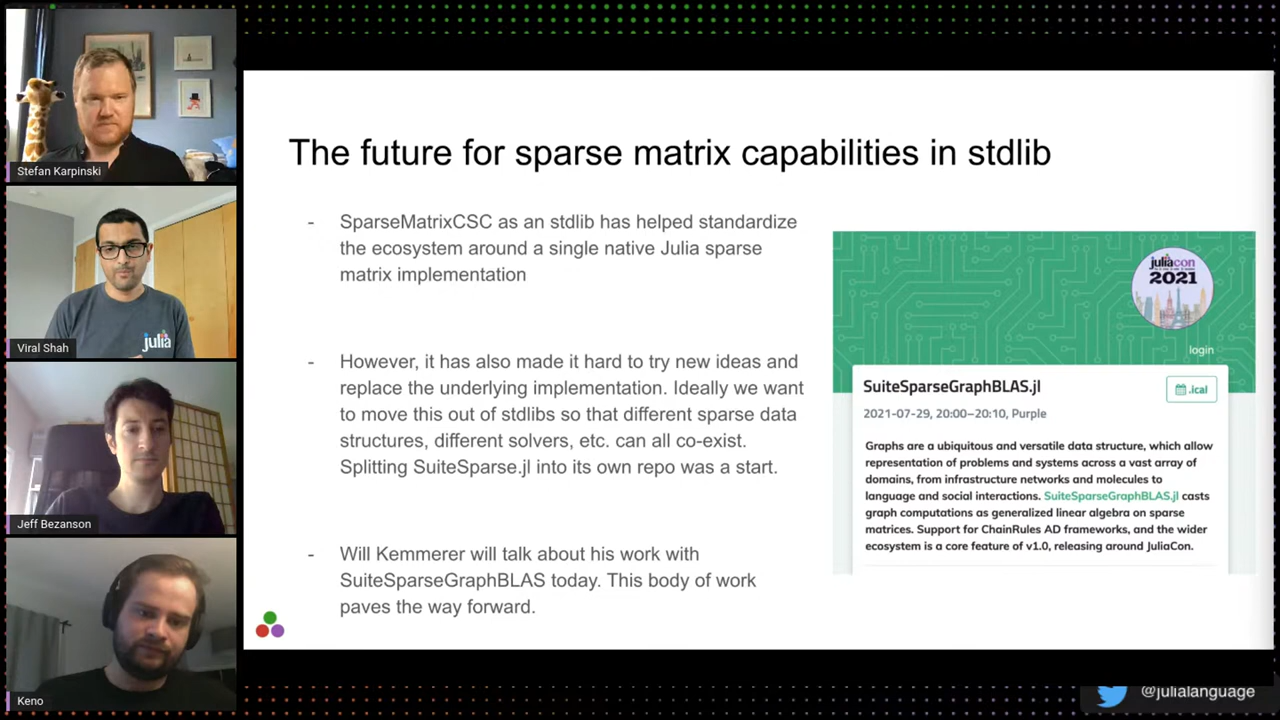 Stefan Karpinski
Viral Shah
julia
Jeff Bezanson
Keno
The future for sparse matrix capabilities in stdlib
- SparseMatrixCSC as an stdlib has helped standardize
the ecosystem around a single native Julia sparse
matrix implementation
- However, it has also made it hard to try new ideas and
replace the underlying implementation. Ideally we want
to move this out of stdlibs so that different sparse data
structures, different solvers, etc. can all co-exist.
Splitting SuiteSparse.jl into its own repo was a start.
- Will Kemmerer will talk about his work with
SuiteSparseGraphBLAS today. This body of work
paves the way forward.
juliacon
2021
login
SuiteSparseGraphBLAS.jl
.ical
2021-07-29, 20:00–20:10, Purple
Graphs are a ubiquitous and versatile data structure, which allow
representation of problems and systems across a vast array of
domains, from infrastructure networks and molecules to
language and social interactions. SuiteSparseGraphBLAS.jl casts
graph computations as generalized linear algebra on sparse
matrices. Support for ChainRules AD frameworks, and the wider
ecosystem is a core feature of v1.0, releasing around JuliaCon.
@julialanguage